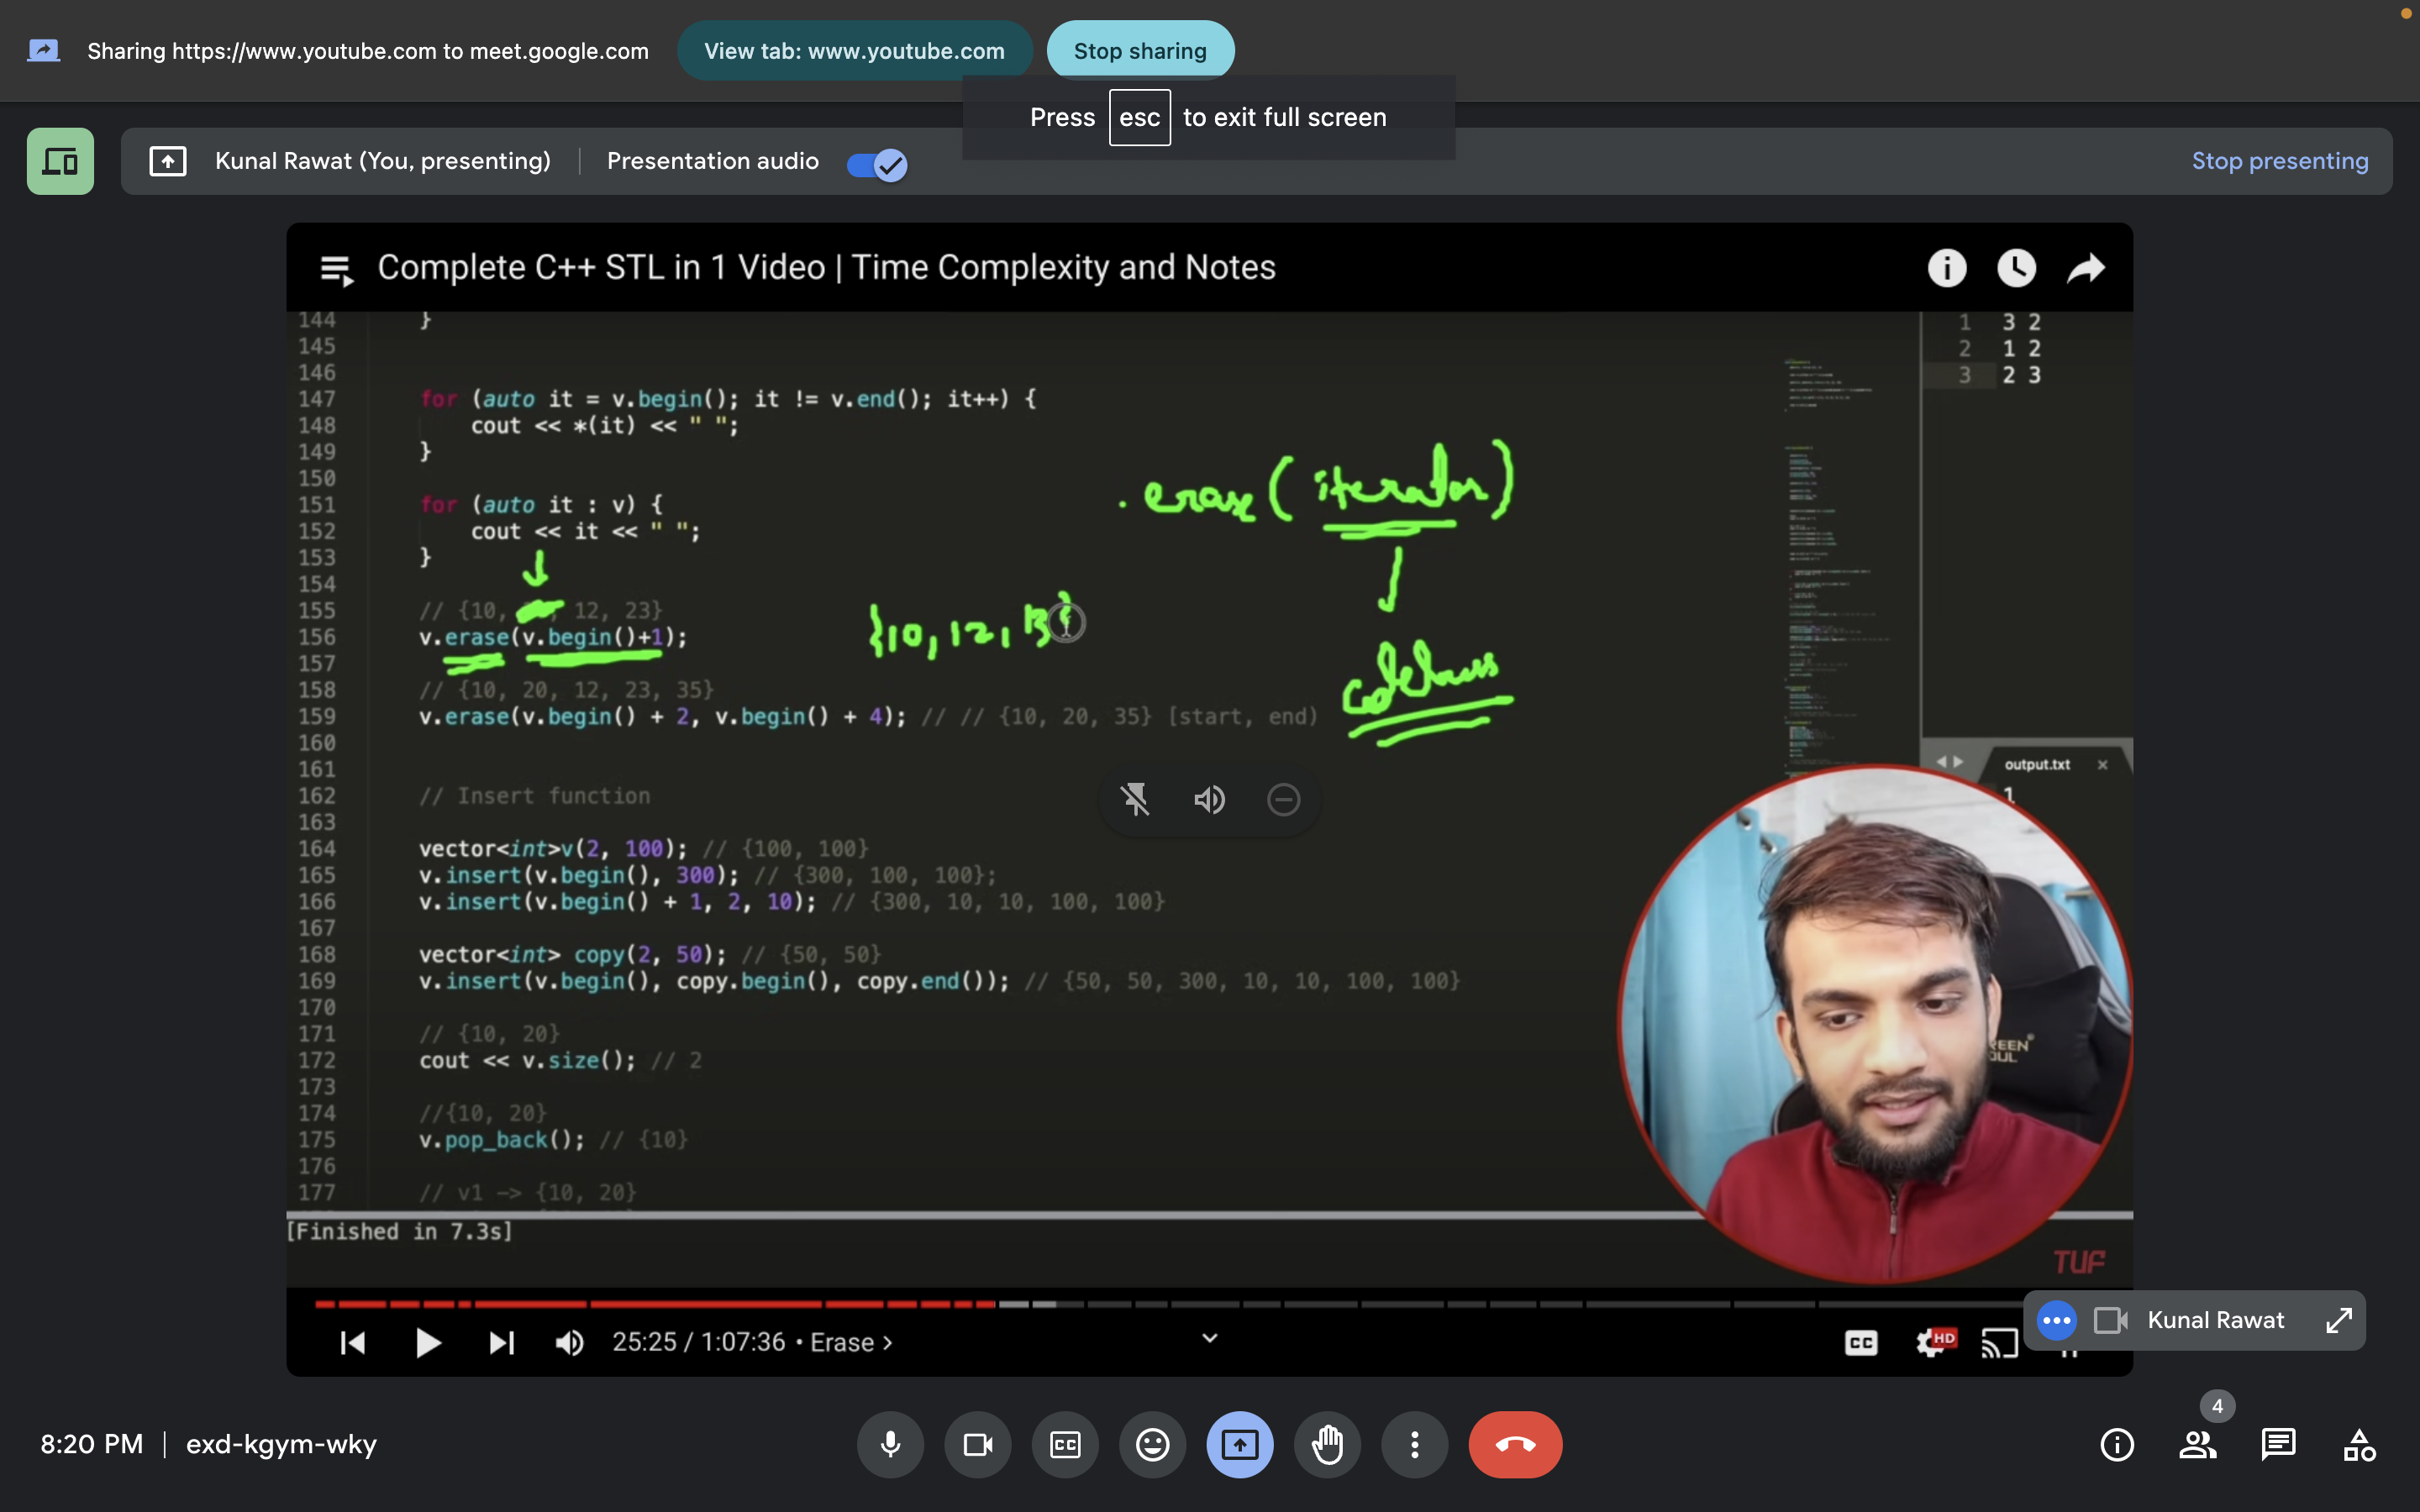 Sharing https://www.youtube.com to meet.google.com View tab: www.youtube.com Stop sharing
Press esc to exit full screen
Kunal Rawat (You, presenting) Presentation audio Stop presenting
Complete C++ STL in 1 Video | Time Complexity and Notes
144 }
145
146
147 for (auto it = v.begin(); it != v.end(); it++) {
148 cout << *(it) << " ";
149 }
150
151 for (auto it : v) {
152 cout << it << " ";
153 }
154
155 // {10, 12, 23}
156 v.erase(v.begin()+1);
157
158 // {10, 20, 12, 23, 35}
159 v.erase(v.begin() + 2, v.begin() + 4); // // {10, 20, 35} [start, end)
160
161
162 // Insert function
163
164 vector<int>v(2, 100); // {100, 100}
165 v.insert(v.begin(), 300); // {300, 100, 100};
166 v.insert(v.begin() + 1, 2, 10); // {300, 10, 10, 100, 100}
167
168 vector<int> copy(2, 50); // {50, 50}
169 v.insert(v.begin(), copy.begin(), copy.end()); // {50, 50, 300, 10, 10, 100, 100}
170
171 // {10, 20}
172 cout << v.size(); // 2
173
174 //{10, 20}
175 v.pop_back(); // {10}
176
177 // v1 -> {10, 20}
.erase(iterator)
{10, 12, 13}
1 3 2
2 1 2
3 2 3
output.txt
1
[Finished in 7.3s]
TUF
25:25 / 1:07:36 • Erase
CC HD
Kunal Rawat
4
8:20 PM | exd-kgym-wky
CC